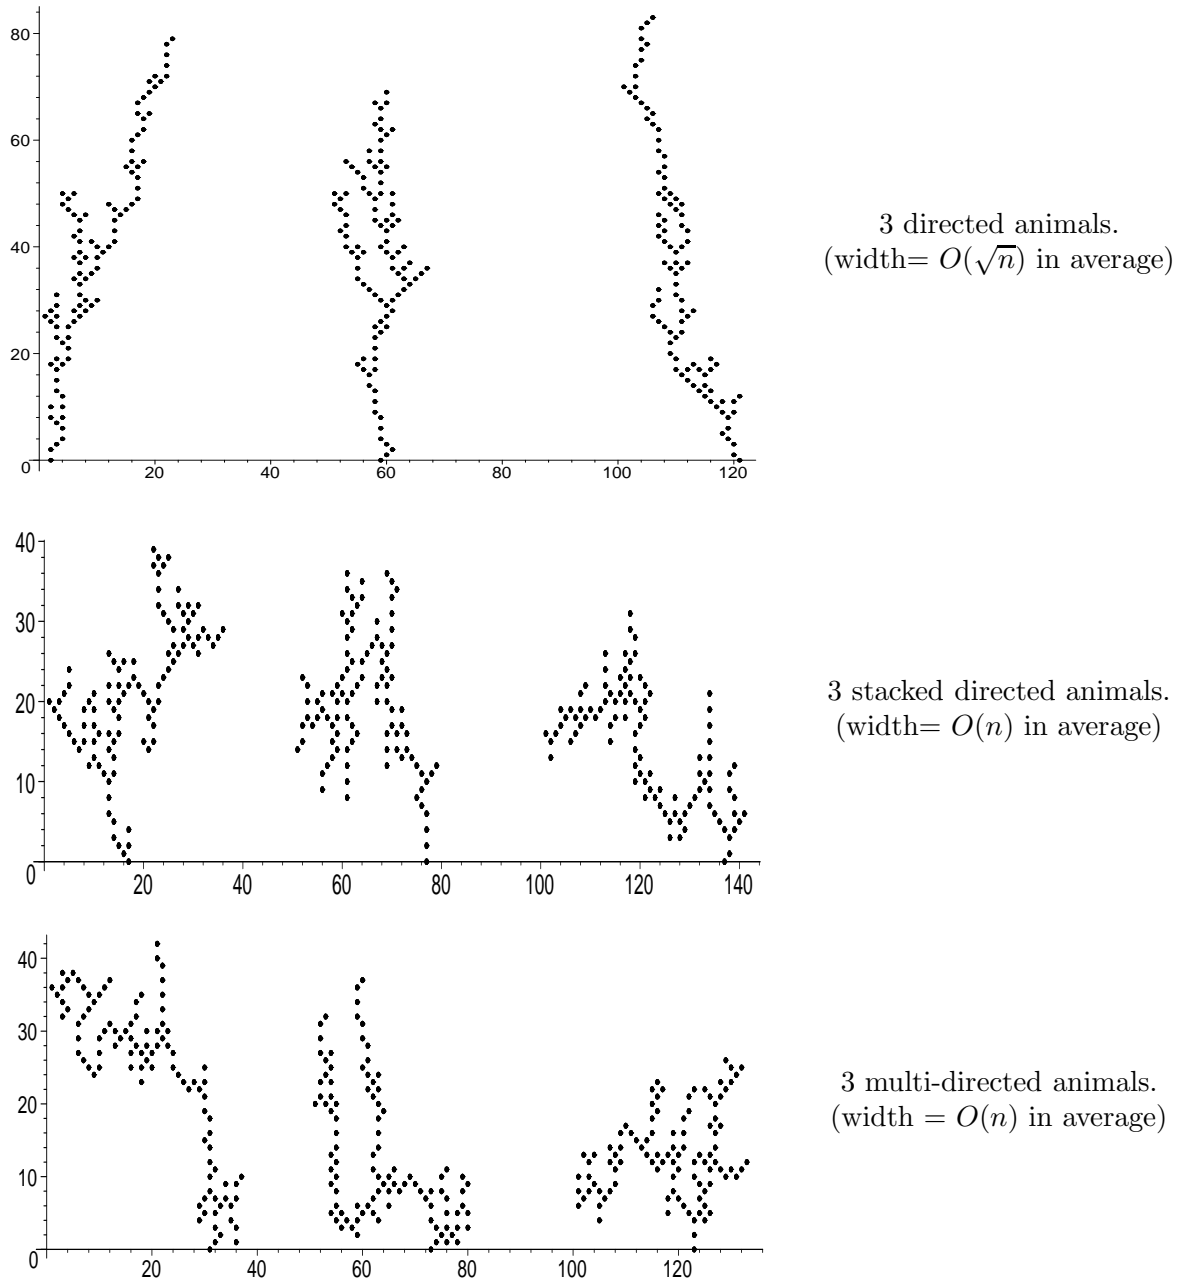 80
60
40
20
0
20 40 60 80 100 120
3 directed animals.
(width= O(√n) in average)
40
30
20
10
0
20 40 60 80 100 120 140
3 stacked directed animals.
(width= O(n) in average)
40
30
20
10
0
20 40 60 80 100 120
3 multi-directed animals.
(width = O(n) in average)